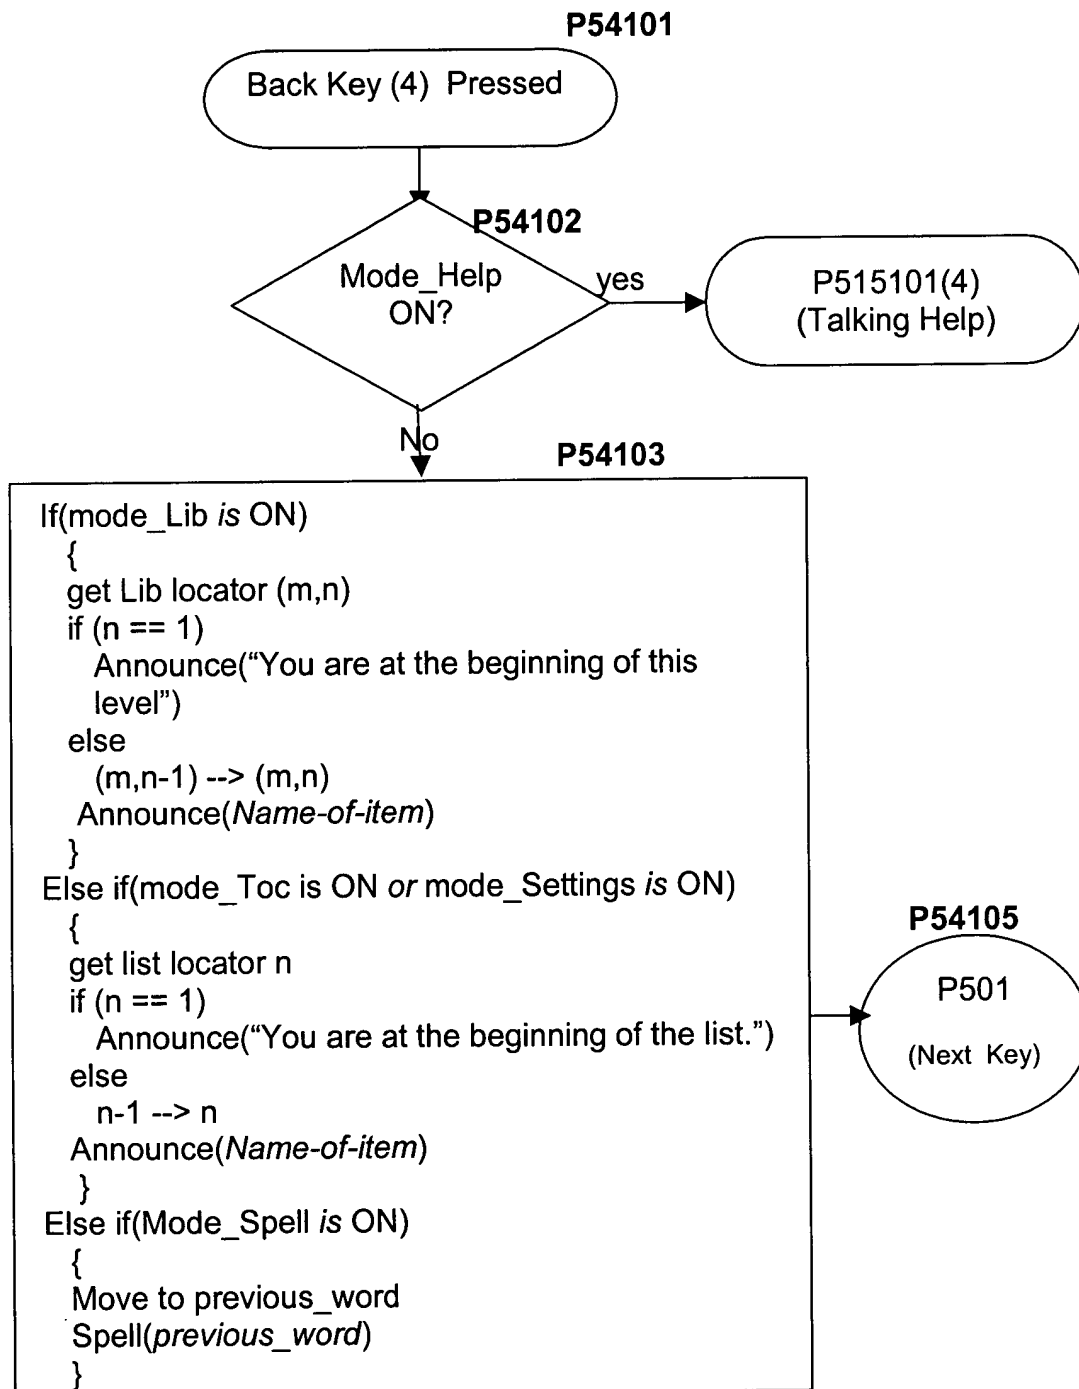 P54101
Back Key (4) Pressed
P54102
Mode_Help
ON?
yes
P515101(4)
(Talking Help)
No
P54103
If(mode_Lib is ON)
{
get Lib locator (m,n)
if (n == 1)
Announce(“You are at the beginning of this
level”)
else
(m,n-1) --> (m,n)
Announce(Name-of-item)
}
Else if(mode_Toc is ON or mode_Settings is ON)
{
get list locator n
if (n == 1)
Announce(“You are at the beginning of the list.”)
else
n-1 --> n
Announce(Name-of-item)
}
Else if(Mode_Spell is ON)
{
Move to previous_word
Spell(previous_word)
}
P54105
P501
(Next Key)